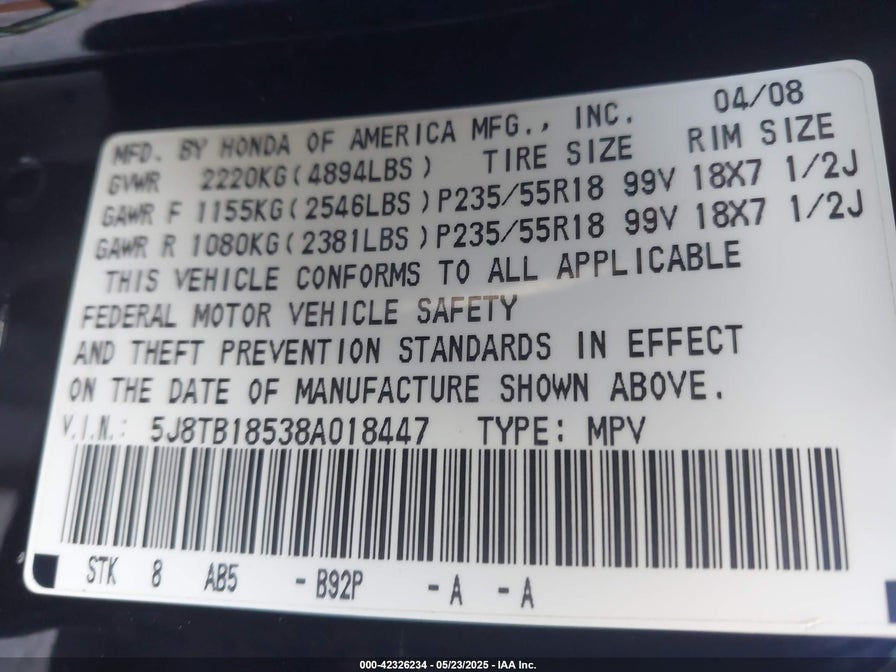 MFD. BY HONDA OF AMERICA MFG., INC. 04/08
GVWR 2220KG(4894LBS) TIRE SIZE RIM SIZE
GAWR F 1155KG(2546LBS)P235/55R18 99V 18X7 1/2J
GAWR R 1080KG(2381LBS)P235/55R18 99V 18X7 1/2J
THIS VEHICLE CONFORMS TO ALL APPLICABLE
FEDERAL MOTOR VEHICLE SAFETY
AND THEFT PREVENTION STANDARDS IN EFFECT
ON THE DATE OF MANUFACTURE SHOWN ABOVE.
V.I.N.: 5J8TB18538A018447 TYPE: MPV
STK 8 AB5 - B92P - A - A
000-42326234 — 05/23/2025 — IAA Inc.